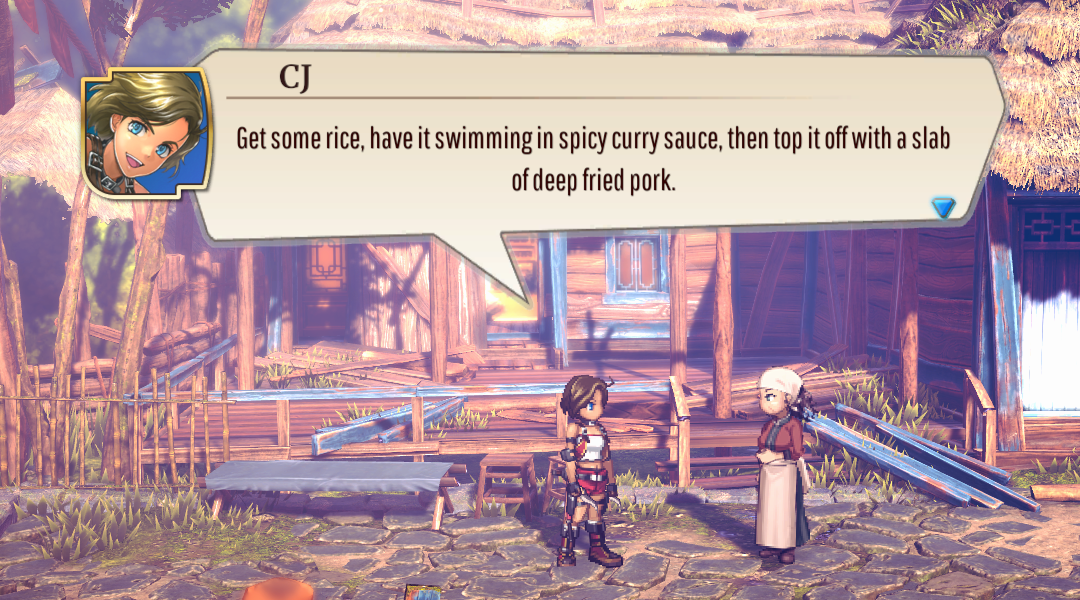 CJ
Get some rice, have it swimming in spicy curry sauce, then top it off with a slab
of deep fried pork.